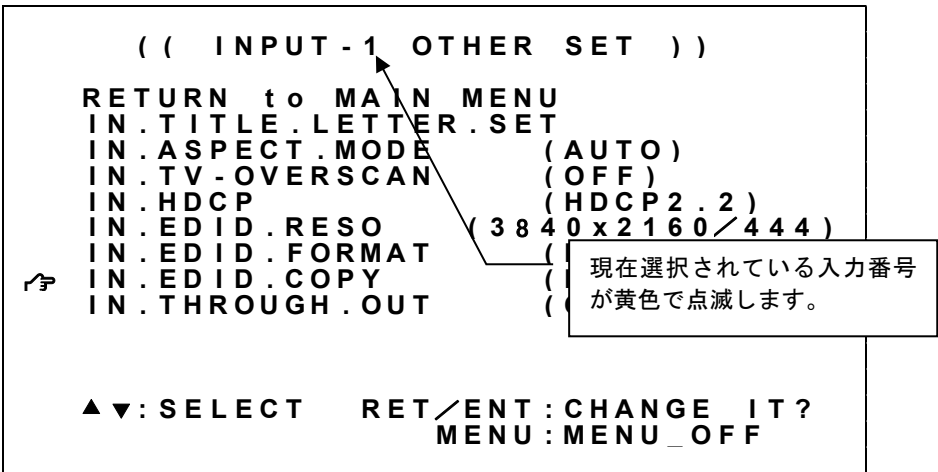 (( INPUT-1 OTHER SET ))
RETURN to MAIN MENU
IN.TITLE.LETTER.SET
IN.ASPECT.MODE (AUTO)
IN.TV-OVERSCAN (OFF)
IN.HDCP (HDCP2.2)
IN.EDID.RESO (3840x2160/444)
IN.EDID.FORMAT (
IN.EDID.COPY (
IN.THROUGH.OUT (
現在選択されている入力番号
が黄色で点滅します。
▲▼:SELECT RET/ENT:CHANGE IT?
MENU:MENU_OFF